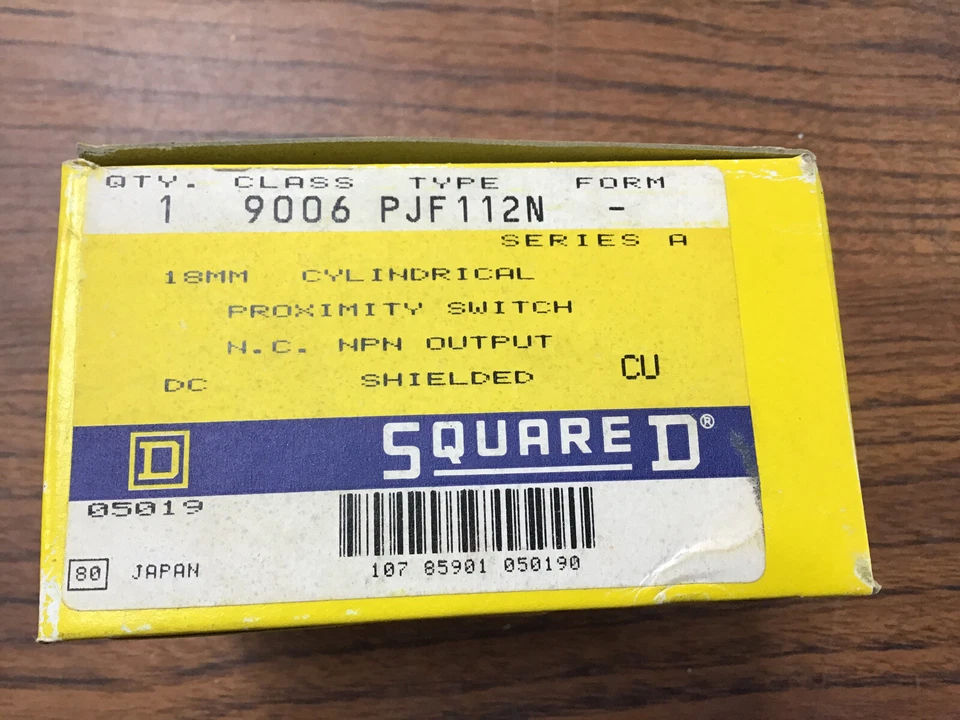 QTY. CLASS TYPE FORM
1 9006 PJF112N -
SERIES A
18MM CYLINDRICAL
PROXIMITY SWITCH
N.C. NPN OUTPUT
DC SHIELDED CU
D SQUARE D®
05019
80 JAPAN
107 85901 050190